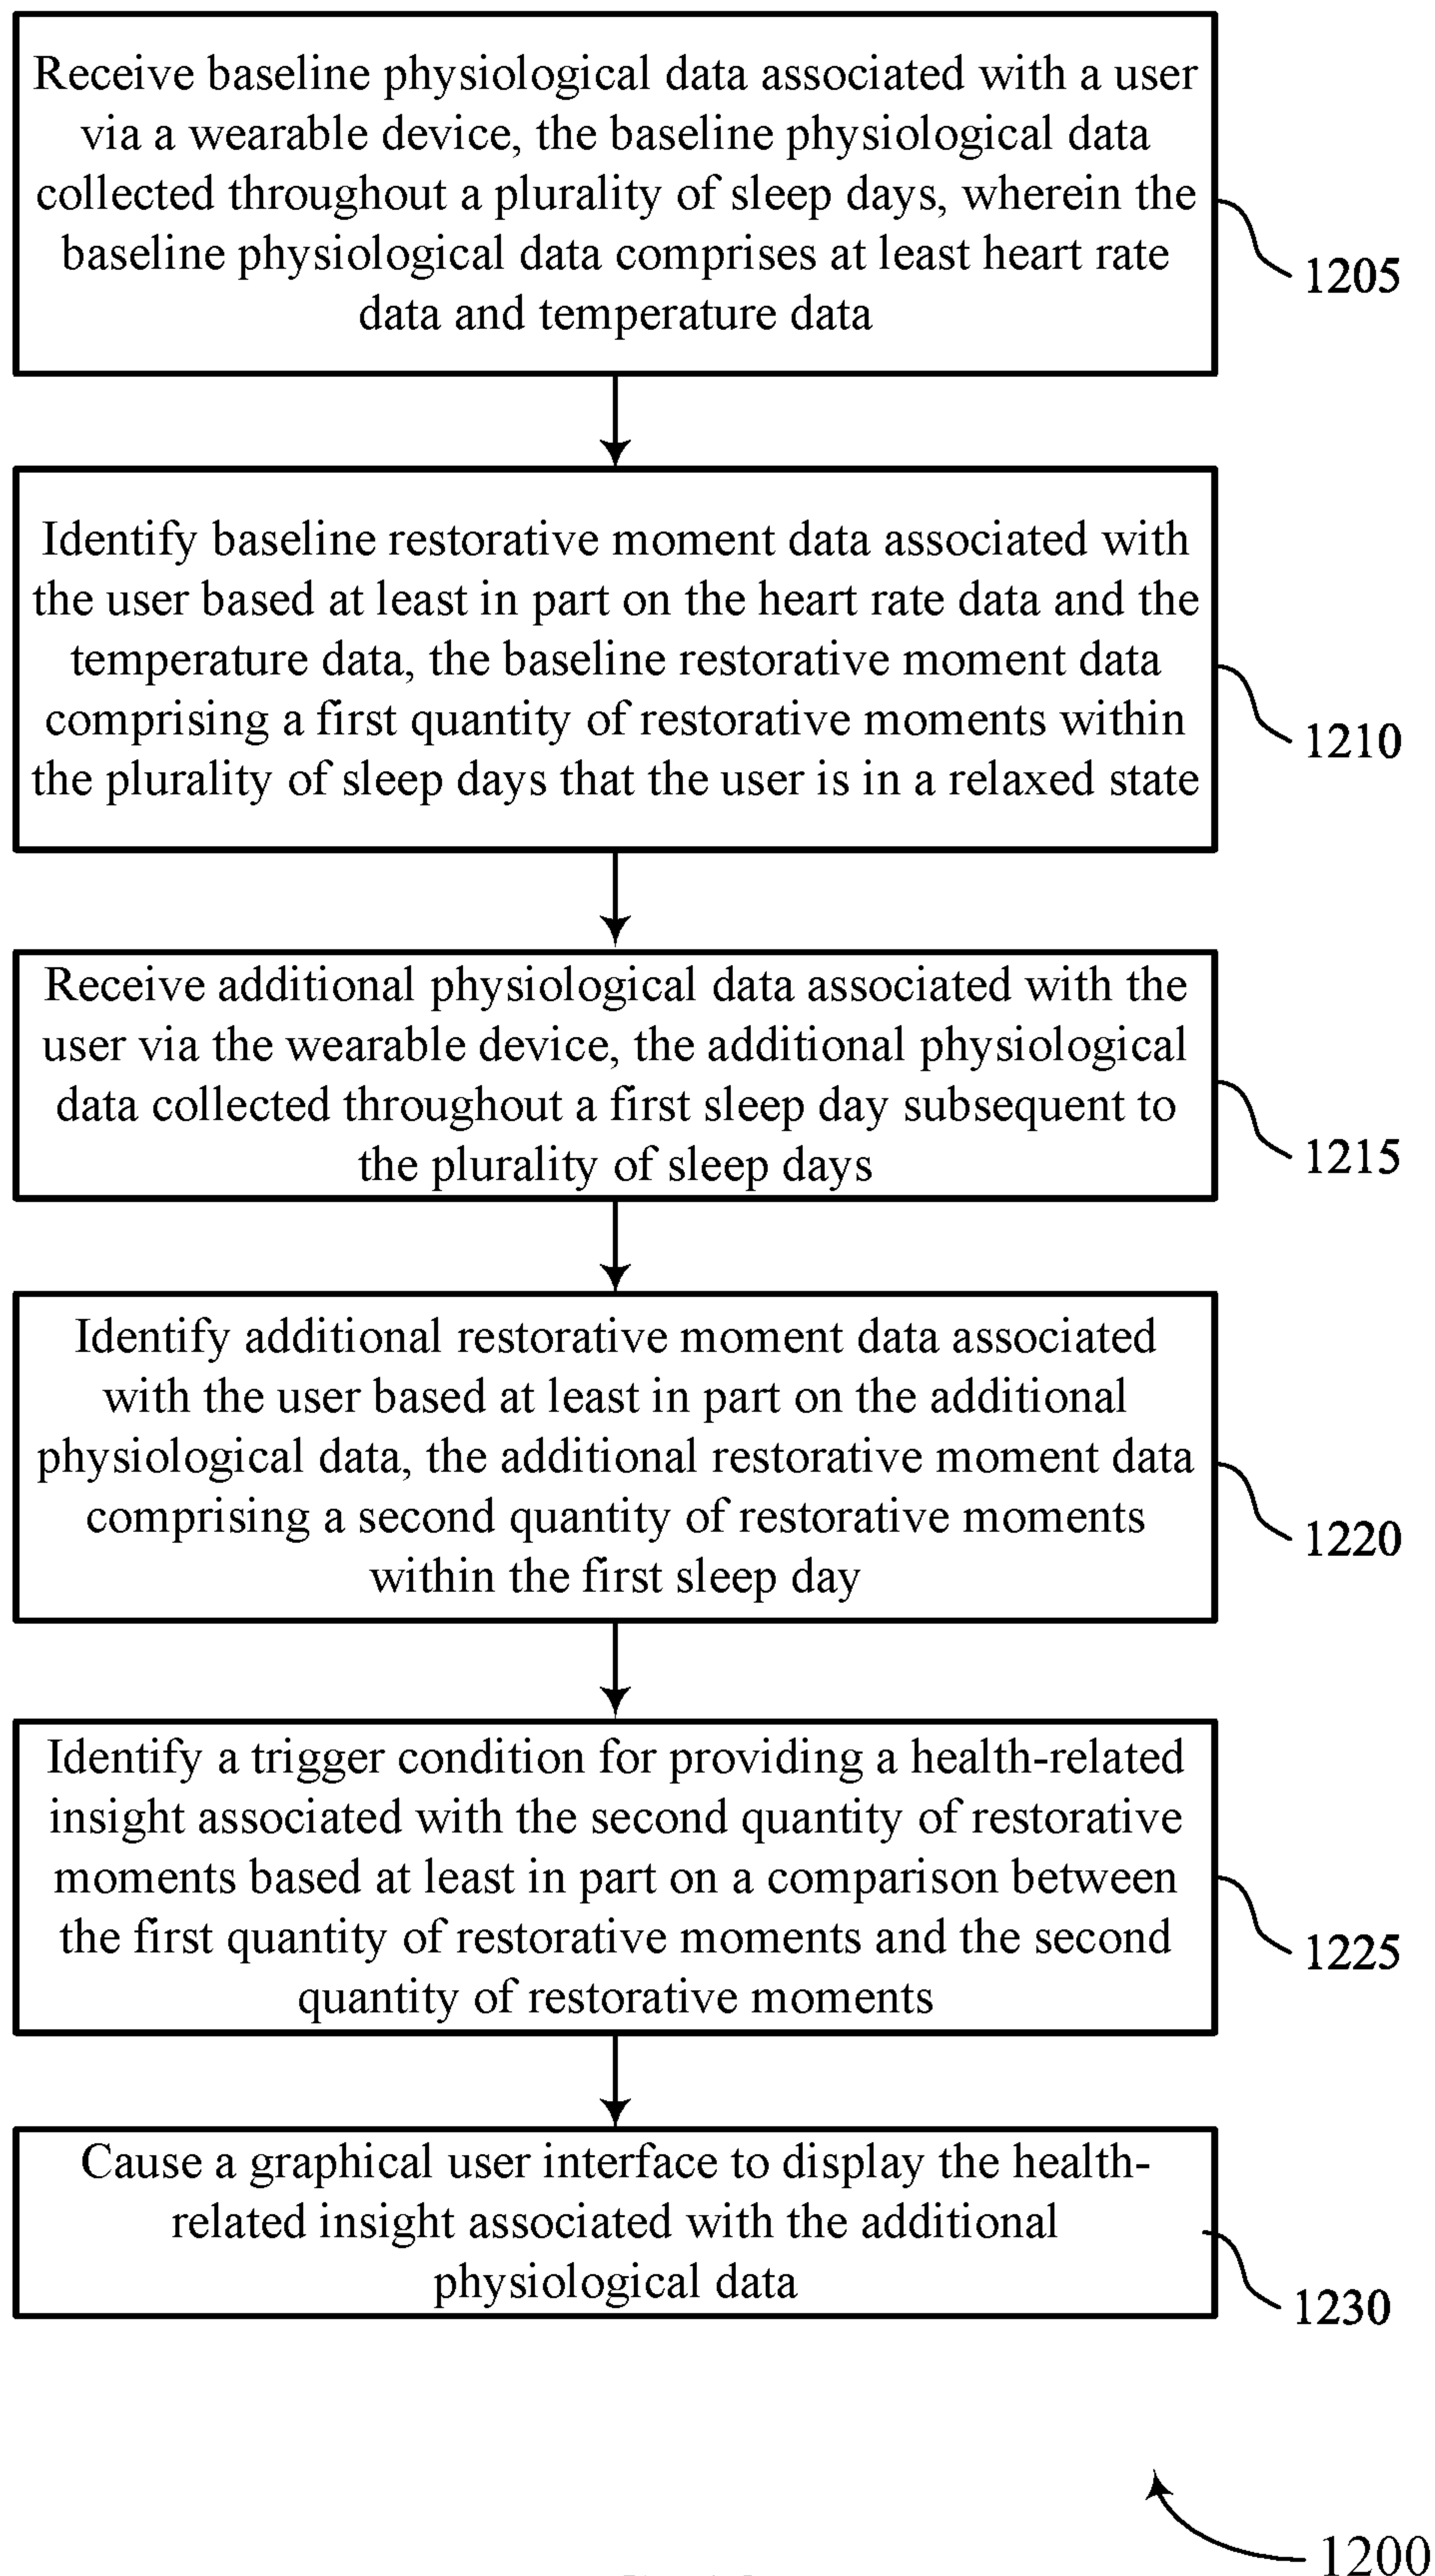 Receive baseline physiological data associated with a user
via a wearable device, the baseline physiological data
collected throughout a plurality of sleep days, wherein the
baseline physiological data comprises at least heart rate
data and temperature data
1205
Identify baseline restorative moment data associated with
the user based at least in part on the heart rate data and the
temperature data, the baseline restorative moment data
comprising a first quantity of restorative moments within
the plurality of sleep days that the user is in a relaxed state
1210
Receive additional physiological data associated with the
user via the wearable device, the additional physiological
data collected throughout a first sleep day subsequent to
the plurality of sleep days
1215
Identify additional restorative moment data associated
with the user based at least in part on the additional
physiological data, the additional restorative moment data
comprising a second quantity of restorative moments
within the first sleep day
1220
Identify a trigger condition for providing a health-related
insight associated with the second quantity of restorative
moments based at least in part on a comparison between
the first quantity of restorative moments and the second
quantity of restorative moments
1225
Cause a graphical user interface to display the health-
related insight associated with the additional
physiological data
1230
1200